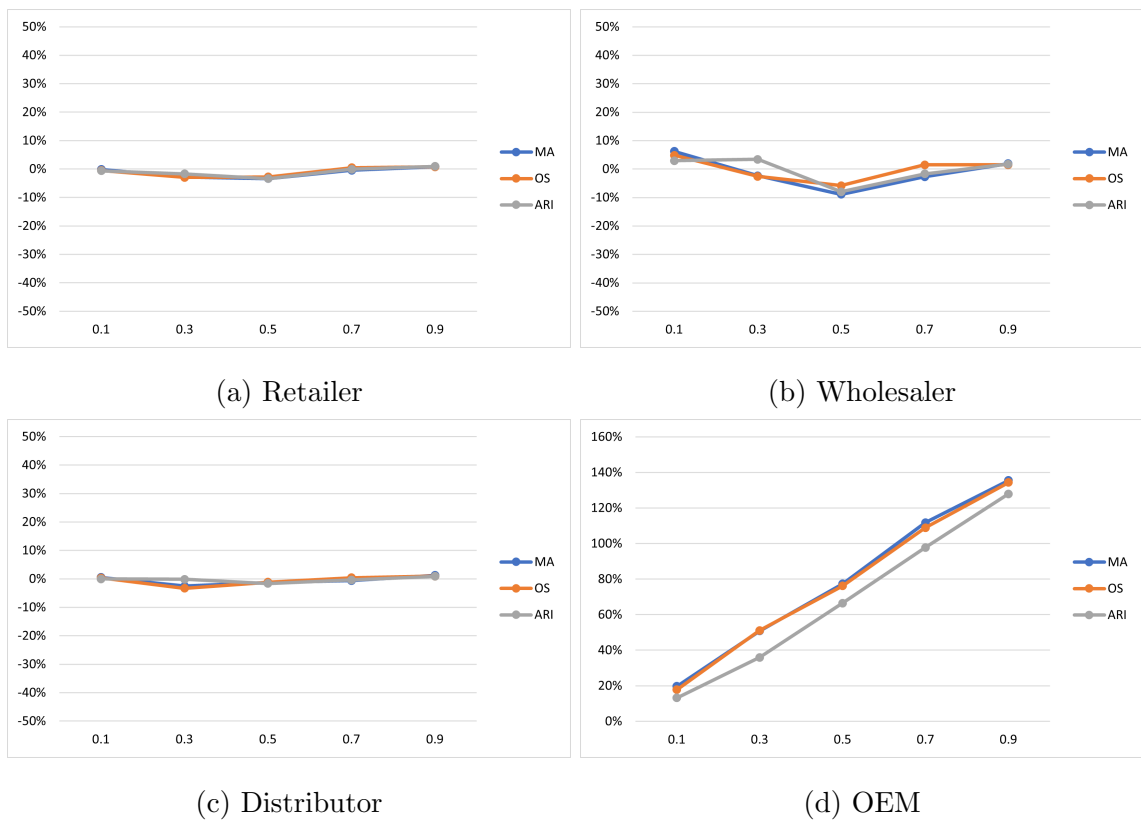 50%
40%
30%
20%
10%
0%
-10%
-20%
-30%
-40%
-50%
0.1 0.3 0.5 0.7 0.9
MA
OS
ARI
(a) Retailer
50%
40%
30%
20%
10%
0%
-10%
-20%
-30%
-40%
-50%
0.1 0.3 0.5 0.7 0.9
MA
OS
ARI
(b) Wholesaler
50%
40%
30%
20%
10%
0%
-10%
-20%
-30%
-40%
-50%
0.1 0.3 0.5 0.7 0.9
MA
OS
ARI
(c) Distributor
160%
140%
120%
100%
80%
60%
40%
20%
0%
0.1 0.3 0.5 0.7 0.9
MA
OS
ARI
(d) OEM